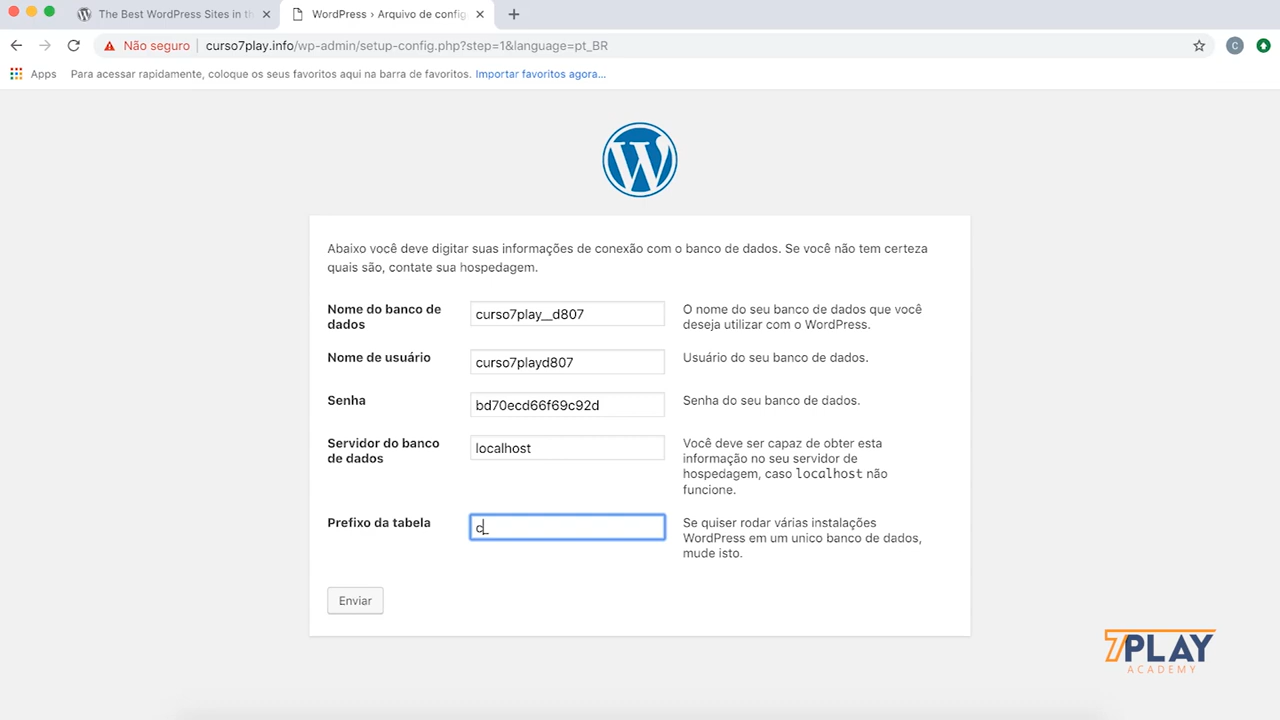 The Best WordPress Sites in th
WordPress › Arquivo de config
Não seguro
curso7play.info/wp-admin/setup-config.php?step=1&language=pt_BR
C
Apps
Para acessar rapidamente, coloque os seus favoritos aqui na barra de favoritos. Importar favoritos agora...
Abaixo você deve digitar suas informações de conexão com o banco de dados. Se você não tem certeza
quais são, contate sua hospedagem.
Nome do banco de
dados
curso7play__d807
O nome do seu banco de dados que você
deseja utilizar com o WordPress.
Nome de usuário
curso7playd807
Usuário do seu banco de dados.
Senha
bd70ecd66f69c92d
Senha do seu banco de dados.
Servidor do banco
de dados
localhost
Você deve ser capaz de obter esta
informação no seu servidor de
hospedagem, caso localhost não
funcione.
Prefixo da tabela
c_
Se quiser rodar várias instalações
WordPress em um unico banco de dados,
mude isto.
Enviar
7PLAY
ACADEMY